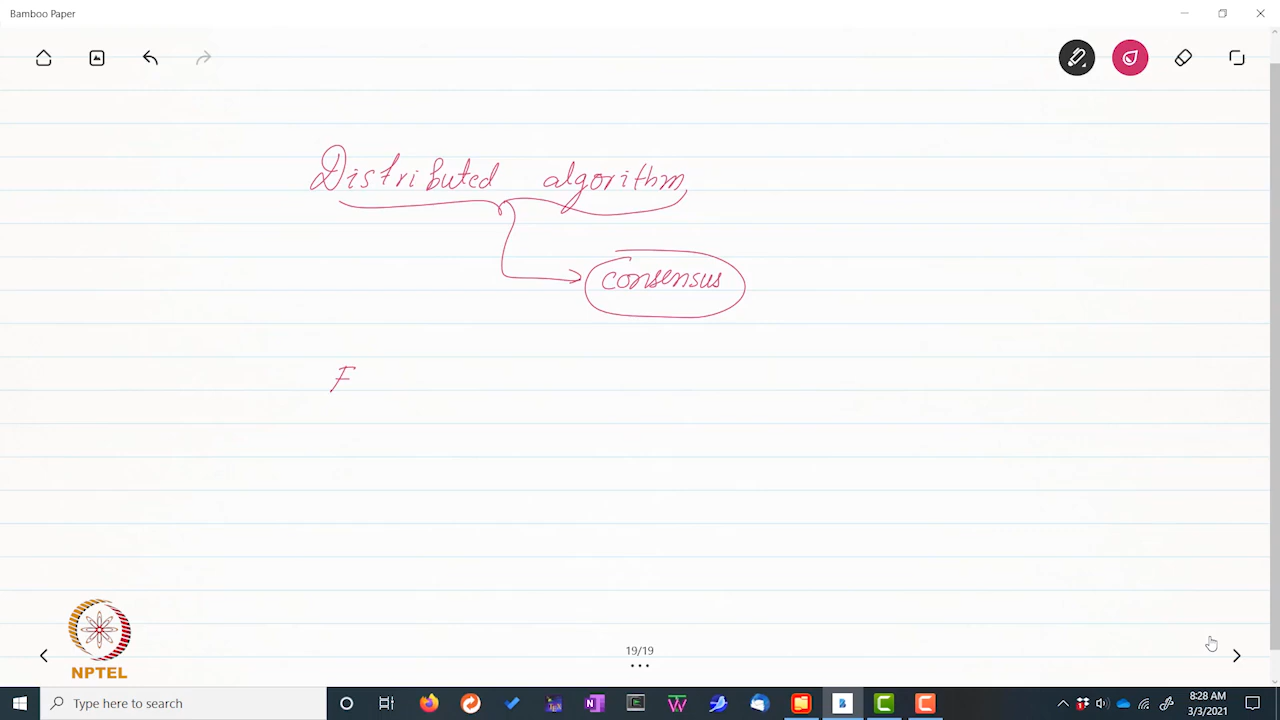 Bamboo Paper
Distributed algorithm
consensus
F
NPTEL
19/19
Type here to search
8:28 AM
3/3/2021